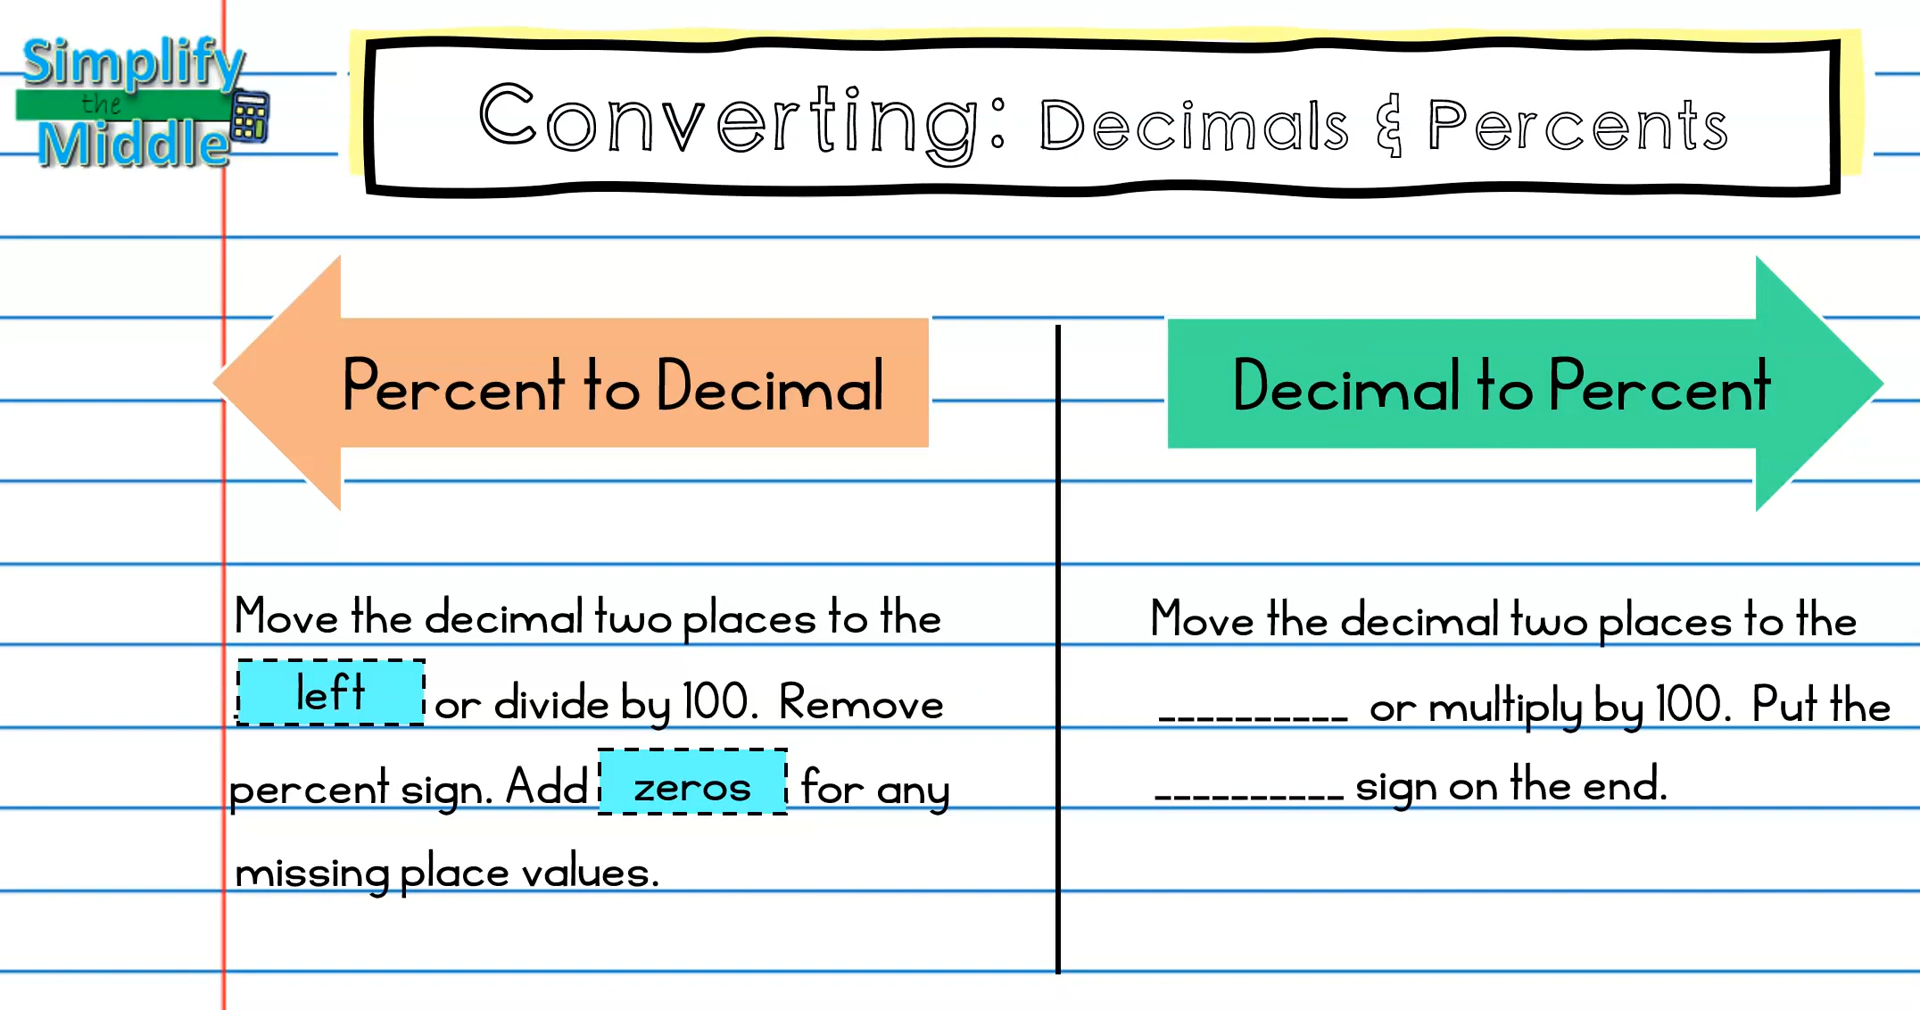 Simplify
the
Middle
Converting: Decimals & Percents
Percent to Decimal
Move the decimal two places to the
left or divide by 100. Remove
percent sign. Add zeros for any
missing place values.
Decimal to Percent
Move the decimal two places to the
__________ or multiply by 100. Put the
__________ sign on the end.